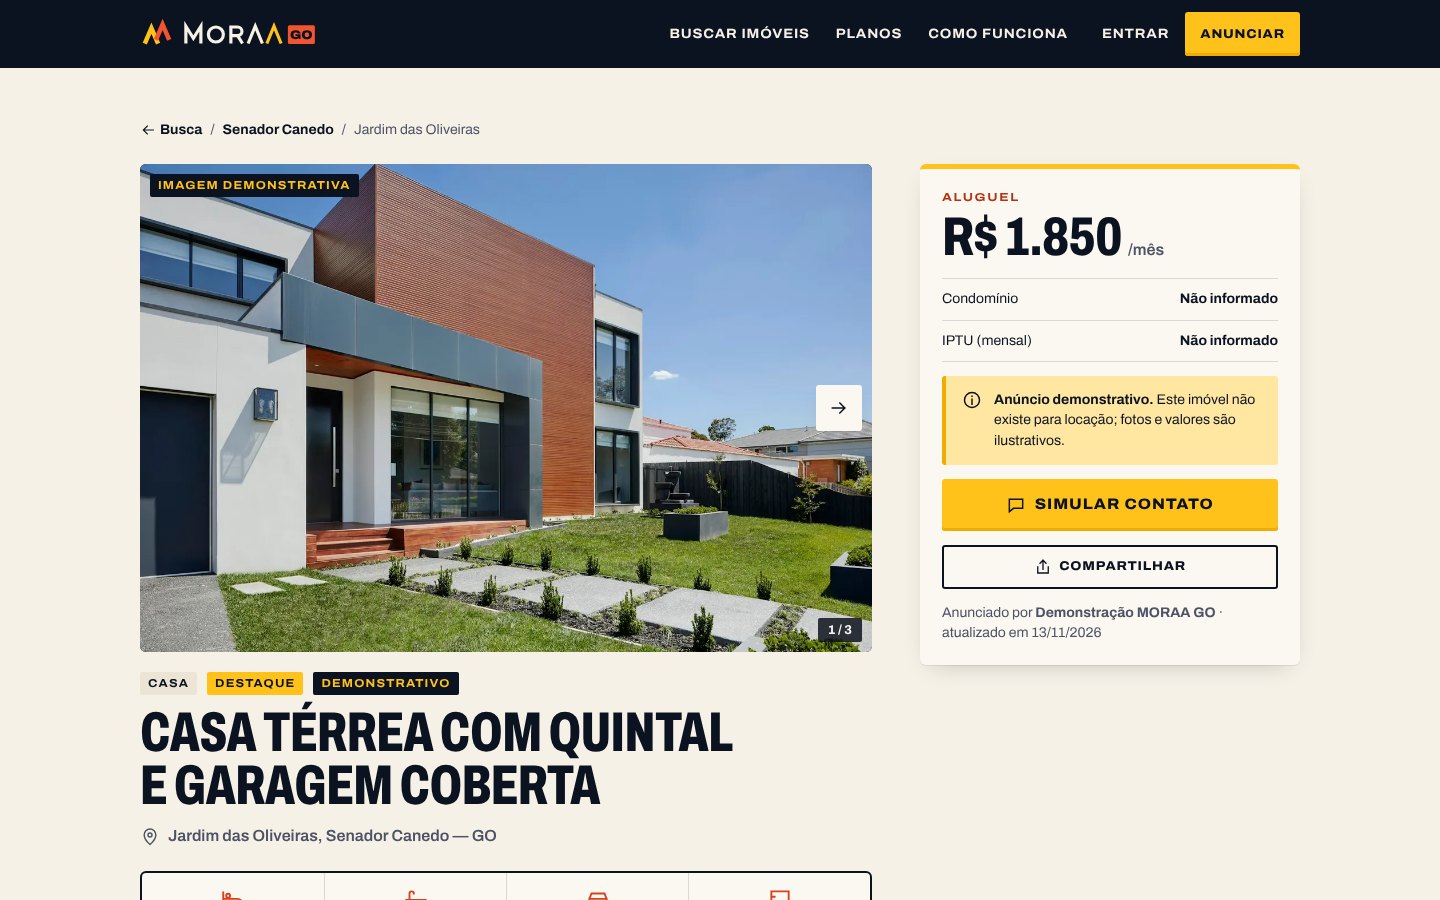 MORAA GO
BUSCAR IMÓVEIS
PLANOS
COMO FUNCIONA
ENTRAR
ANUNCIAR
← Busca / Senador Canedo / Jardim das Oliveiras
IMAGEM DEMONSTRATIVA
1 / 3
CASA
DESTAQUE
DEMONSTRATIVO
CASA TÉRREA COM QUINTAL
E GARAGEM COBERTA
Jardim das Oliveiras, Senador Canedo — GO
ALUGUEL
R$ 1.850 /mês
Condomínio Não informado
IPTU (mensal) Não informado
Anúncio demonstrativo. Este imóvel não
existe para locação; fotos e valores são
ilustrativos.
SIMULAR CONTATO
COMPARTILHAR
Anunciado por Demonstração MORAA GO ·
atualizado em 13/11/2026